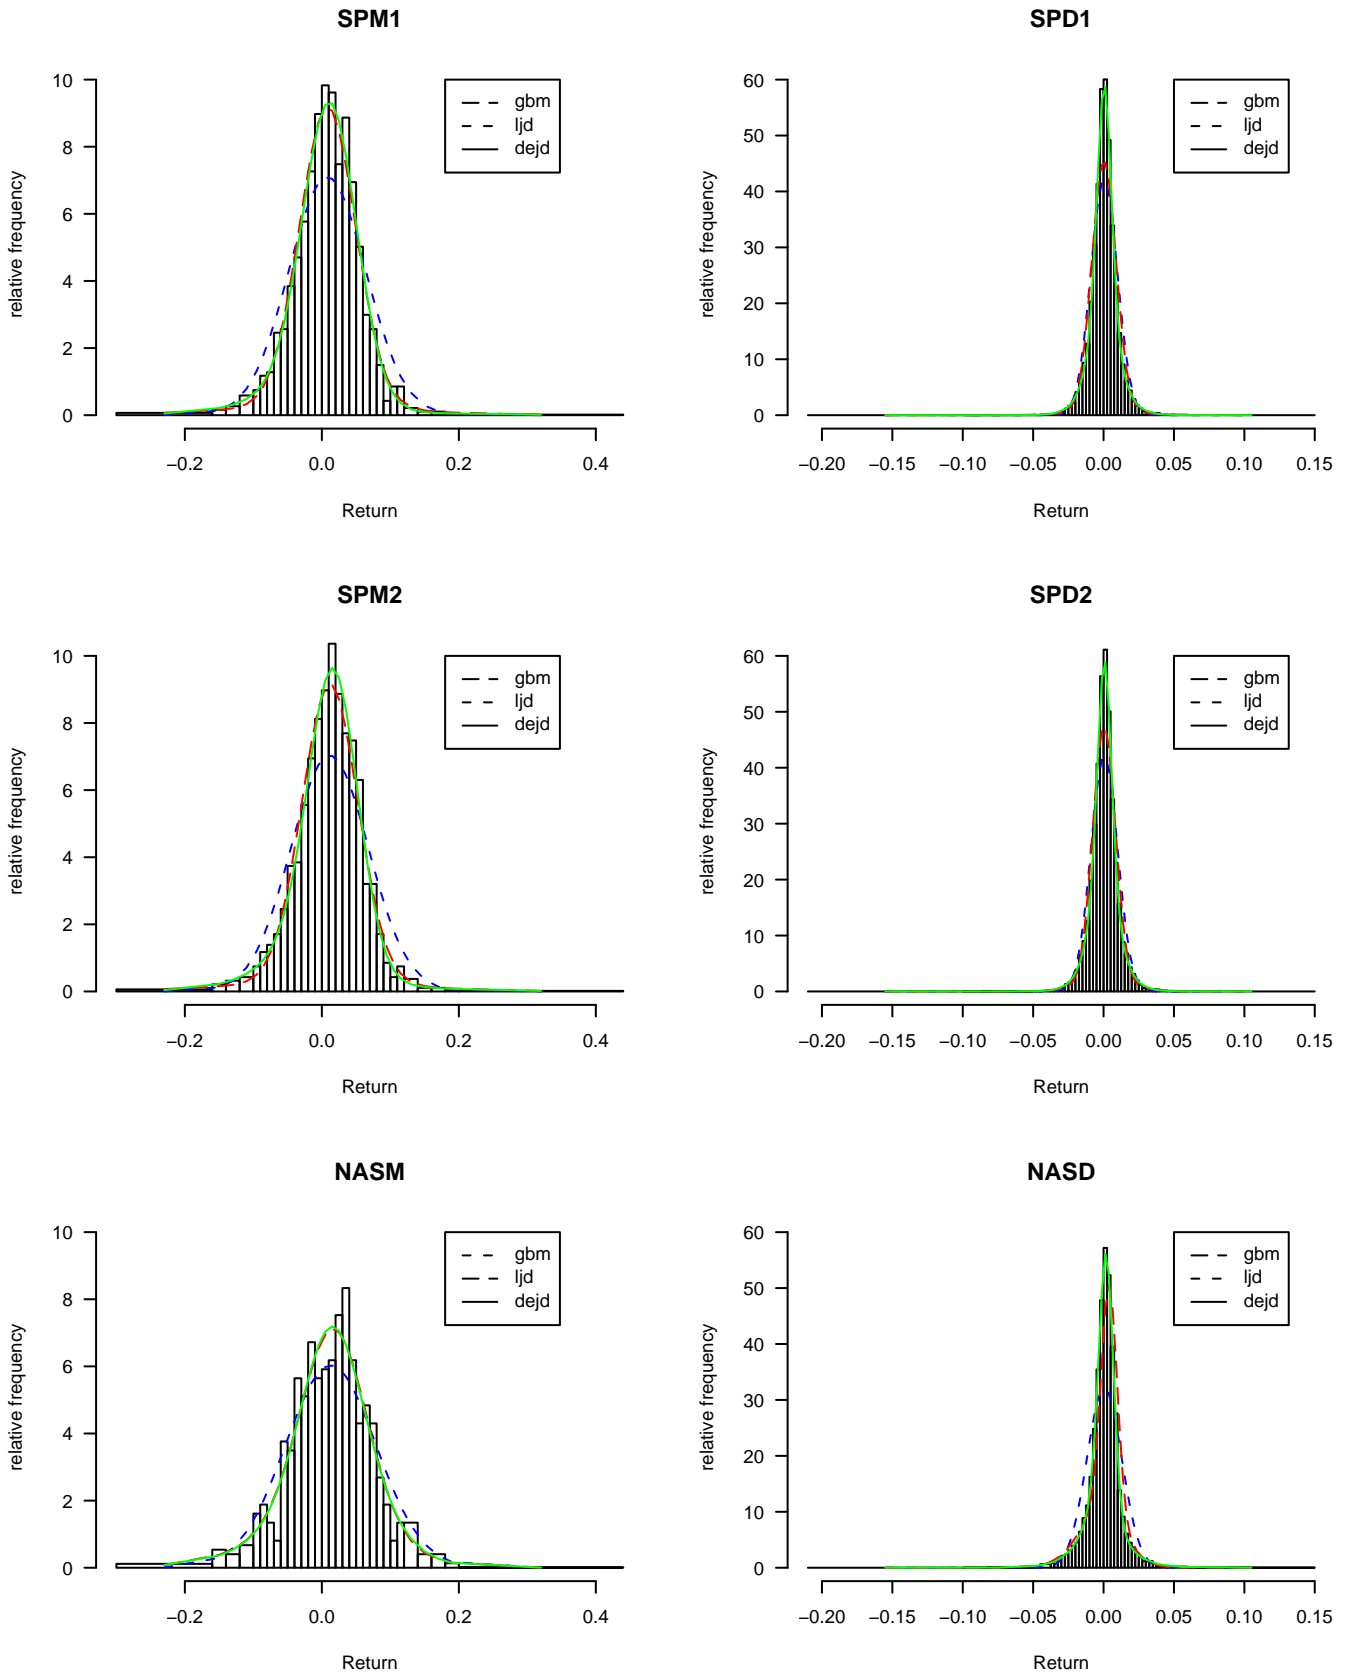 SPM1
10
8
6
4
2
0
relative frequency
gbm
ljd
dejd
−0.2 0.0 0.2 0.4
Return
SPD1
60
50
40
30
20
10
0
relative frequency
gbm
ljd
dejd
−0.20 −0.15 −0.10 −0.05 0.00 0.05 0.10 0.15
Return
SPM2
10
8
6
4
2
0
relative frequency
gbm
ljd
dejd
−0.2 0.0 0.2 0.4
Return
SPD2
60
50
40
30
20
10
0
relative frequency
gbm
ljd
dejd
−0.20 −0.15 −0.10 −0.05 0.00 0.05 0.10 0.15
Return
NASM
10
8
6
4
2
0
relative frequency
gbm
ljd
dejd
−0.2 0.0 0.2 0.4
Return
NASD
60
50
40
30
20
10
0
relative frequency
gbm
ljd
dejd
−0.20 −0.15 −0.10 −0.05 0.00 0.05 0.10 0.15
Return